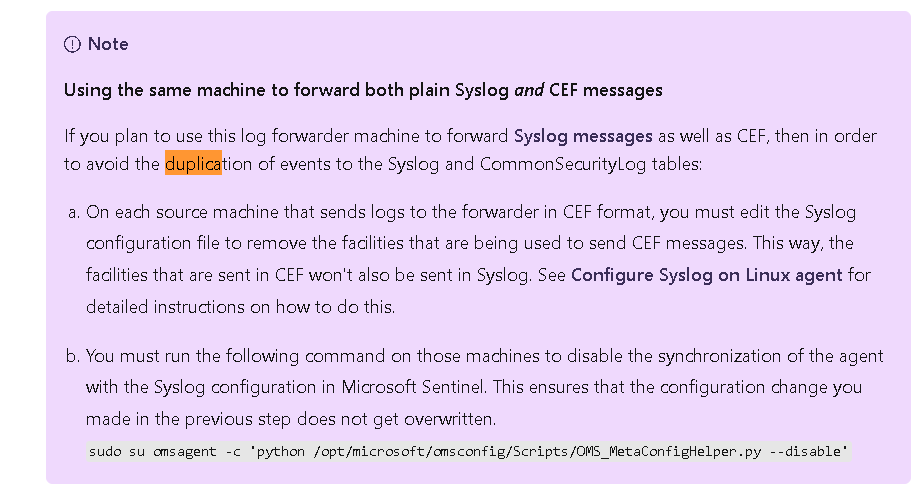 Note
Using the same machine to forward both plain Syslog and CEF messages
If you plan to use this log forwarder machine to forward Syslog messages as well as CEF, then in order
to avoid the duplication of events to the Syslog and CommonSecurityLog tables:
a. On each source machine that sends logs to the forwarder in CEF format, you must edit the Syslog
configuration file to remove the facilities that are being used to send CEF messages. This way, the
facilities that are sent in CEF won't also be sent in Syslog. See Configure Syslog on Linux agent for
detailed instructions on how to do this.
b. You must run the following command on those machines to disable the synchronization of the agent
with the Syslog configuration in Microsoft Sentinel. This ensures that the configuration change you
made in the previous step does not get overwritten.
sudo su omsagent -c 'python /opt/microsoft/omsconfig/Scripts/OMS_MetaConfigHelper.py --disable'